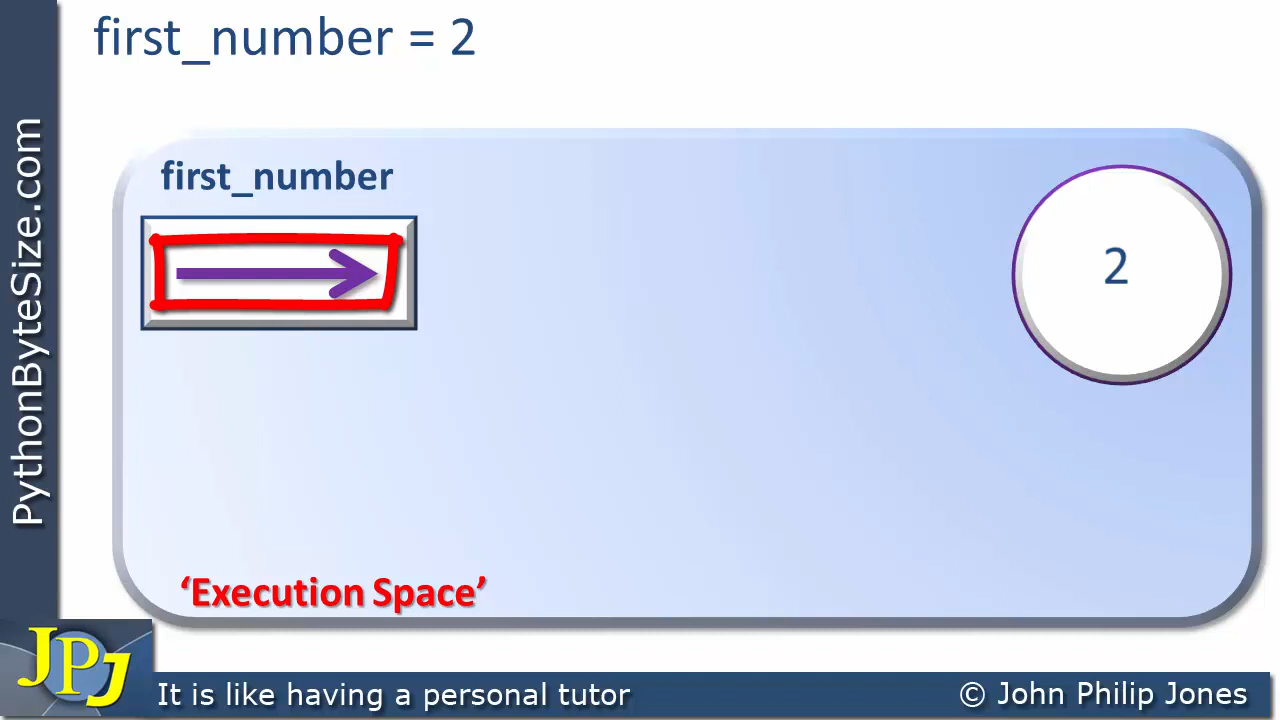 first_number = 2
PythonByteSize.com
first_number
2
‘Execution Space’
JPJ
It is like having a personal tutor
© John Philip Jones